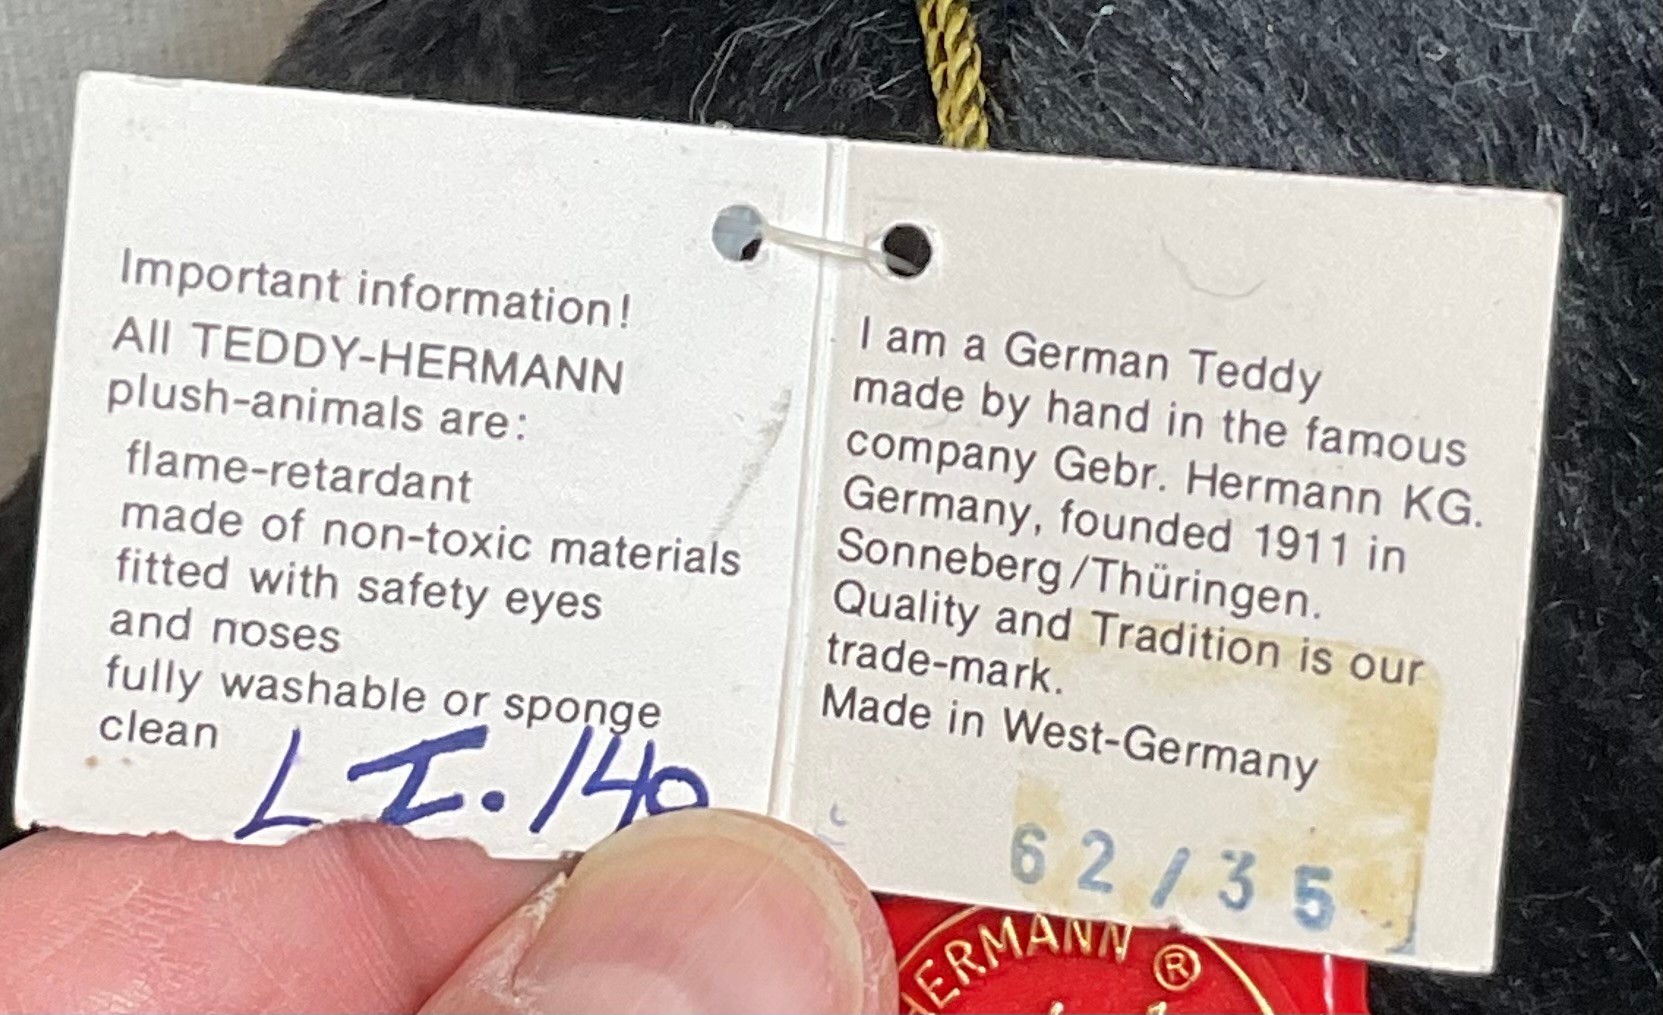 Important information!
All TEDDY-HERMANN
plush-animals are:
flame-retardant
made of non-toxic materials
fitted with safety eyes
and noses
fully washable or sponge
clean
LI. 140
I am a German Teddy
made by hand in the famous
company Gebr. Hermann KG.
Germany, founded 1911 in
Sonneberg/Thüringen.
Quality and Tradition is our
trade-mark.
Made in West-Germany
62/35
ERMANN ®